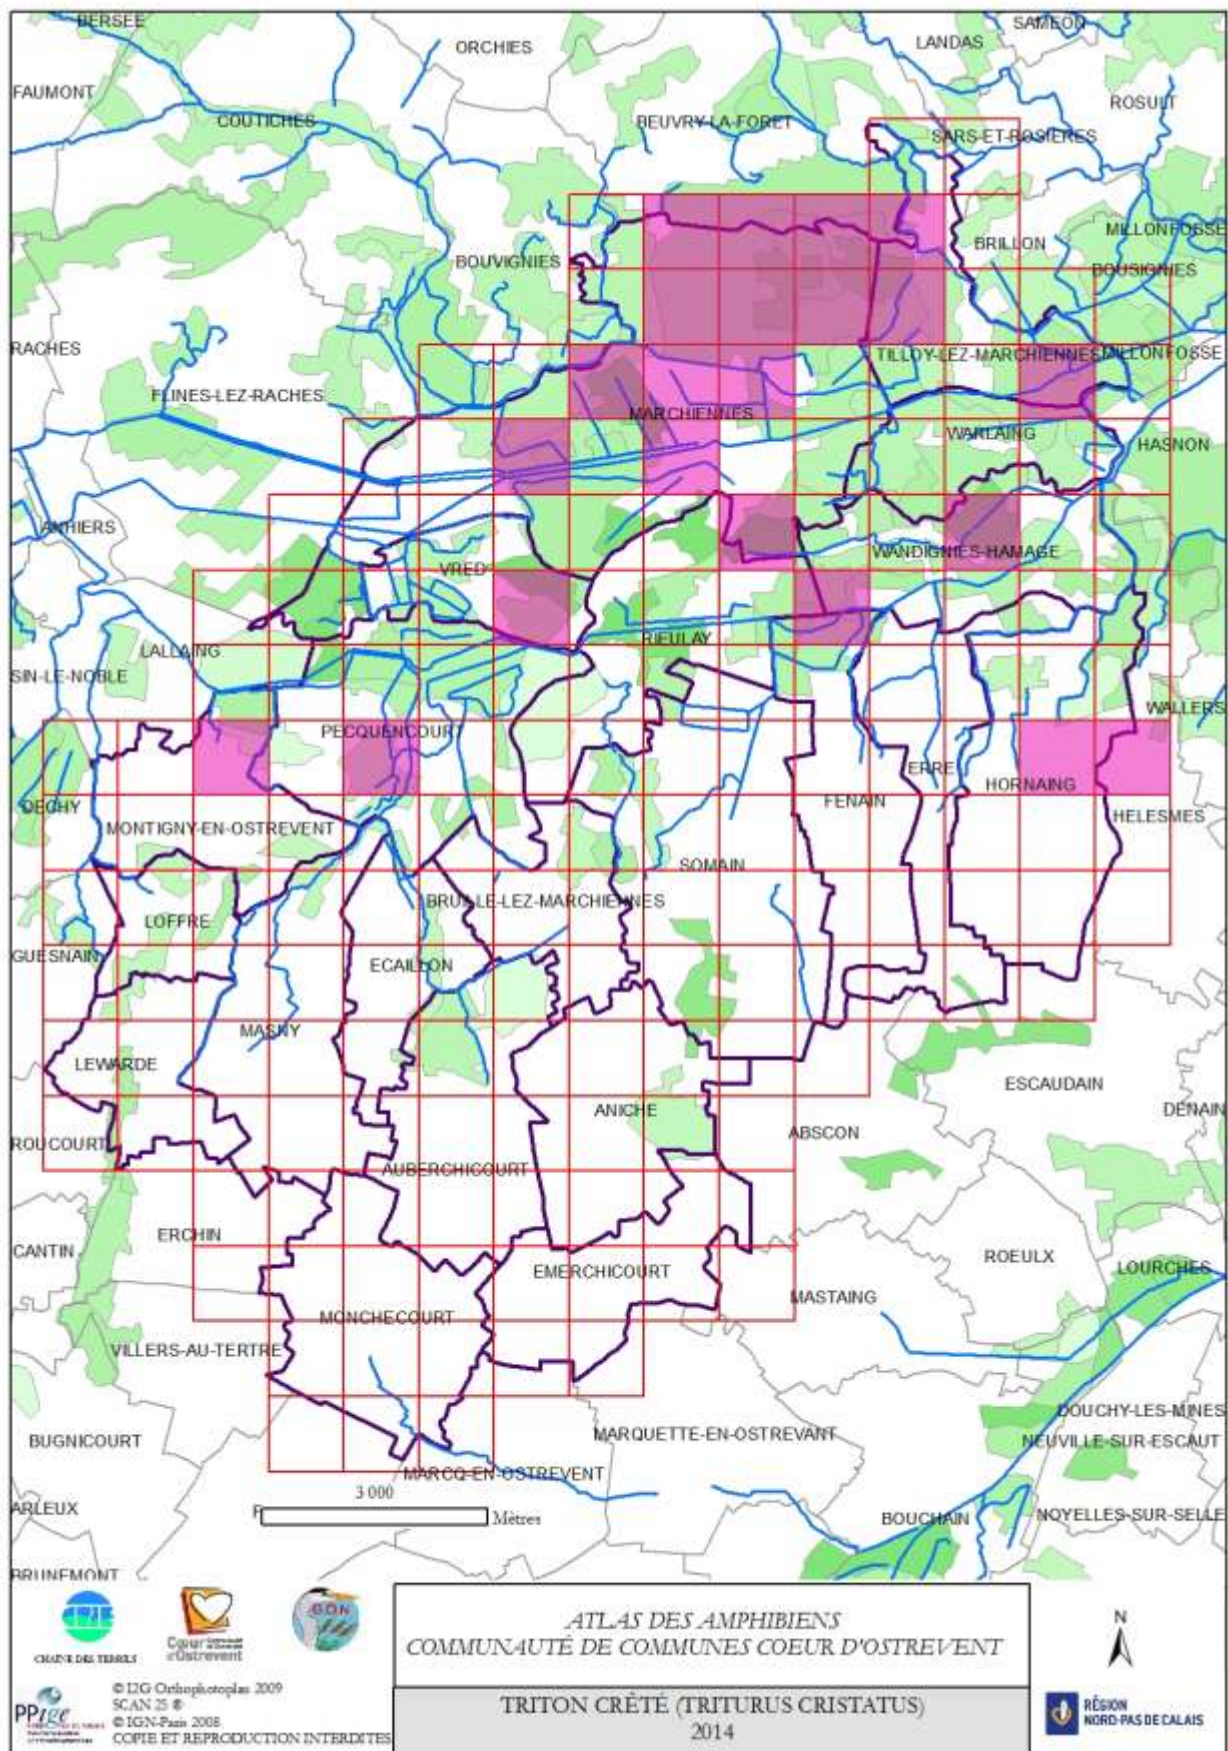 BERSEE
SAMEON
LANDAS
ORCHIES
FAUMONT
ROSULT
COUTICHES
BEUVRY-LA-FORET
SARS-ET-ROSIERES
MILLONFOSSE
BRILLON
BOUVIGNIES
BOUSIGNIES
RACHES
TILLOY-LEZ-MARCHIENNES
MILLONFOSSE
FLINES-LEZ-RACHES
MARCHIENNES
WARLAING
HASNON
ANHIERS
WANDIGNIES-HAMAGE
VRED
RIEULAY
LALLAING
SIN-LE-NOBLE
WALLERS
PECQUENCOURT
ERRE
HORNAING
DECHY
FENAIN
HELESMES
MONTIGNY-EN-OSTREVENT
SOMAIN
BRUILLE-LEZ-MARCHIENNES
LOFFRE
GUESNAIN
ECAILLON
MASNY
LEWARDE
ESCAUDAIN
ANICHE
DENAIN
ABSCON
ROUCOURT
AUBERCHICOURT
ERCHIN
CANTIN
ROEULX
LOURCHES
EMERCHICOURT
MASTAING
MONCHECOURT
VILLERS-AU-TERTRE
DOUCHY-LES-MINES
MARQUETTE-EN-OSTREVANT
BUGNICOURT
NEUVILLE-SUR-ESCAUT
MARCQ-EN-OSTREVENT
3 000
Mètres
ARLEUX
BOUCHAIN
NOYELLES-SUR-SELLE
BRUNEMONT
CPIE
CHAINE DES TERRILS
Cœur
d'Ostrevent
GON
ATLAS DES AMPHIBIENS
COMMUNAUTÉ DE COMMUNES COEUR D'OSTREVENT
N
PPige
© I2G Orthophotoplan 2009
SCAN 25 ®
© IGN-Paris 2008
COPIE ET REPRODUCTION INTERDITES
TRITON CRÊTÉ (TRITURUS CRISTATUS)
2014
RÉGION
NORD-PAS DE CALAIS